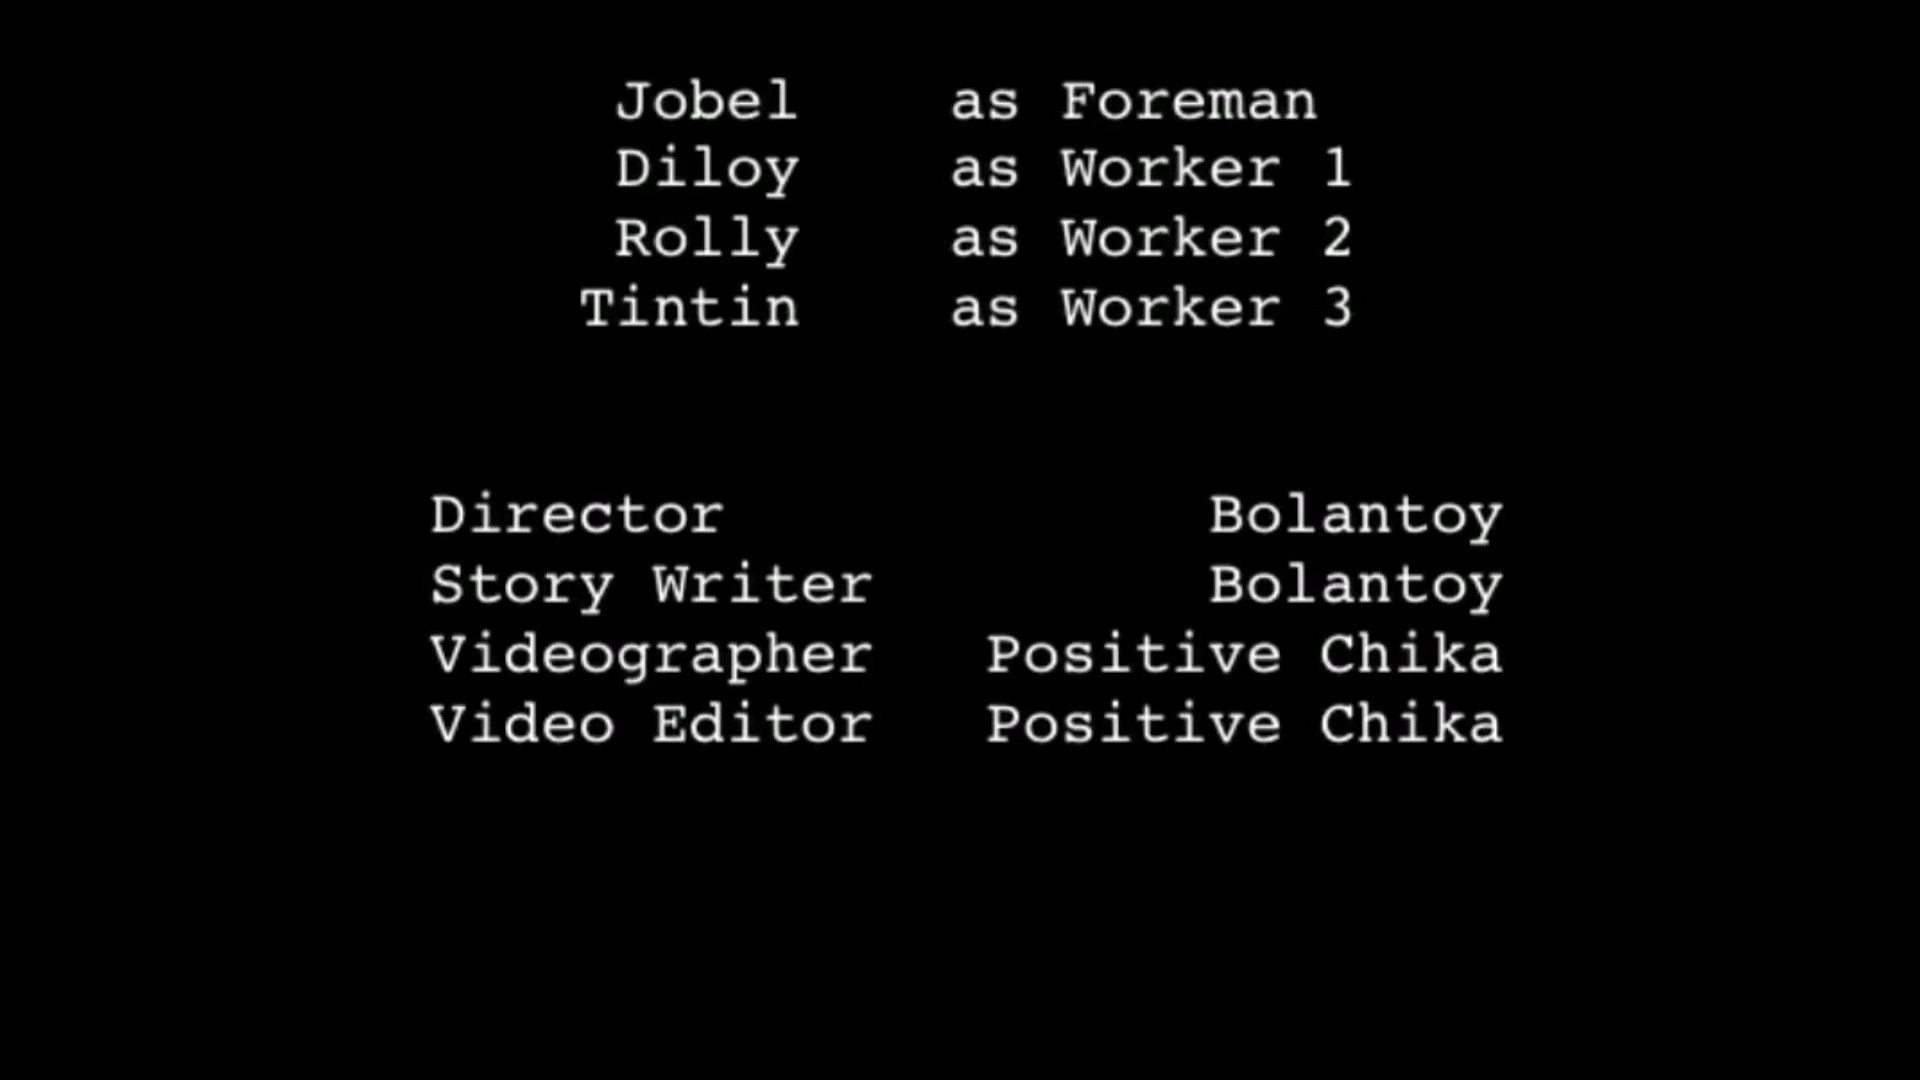 Jobel as Foreman
Diloy as Worker 1
Rolly as Worker 2
Tintin as Worker 3
Director Bolantoy
Story Writer Bolantoy
Videographer Positive Chika
Video Editor Positive Chika